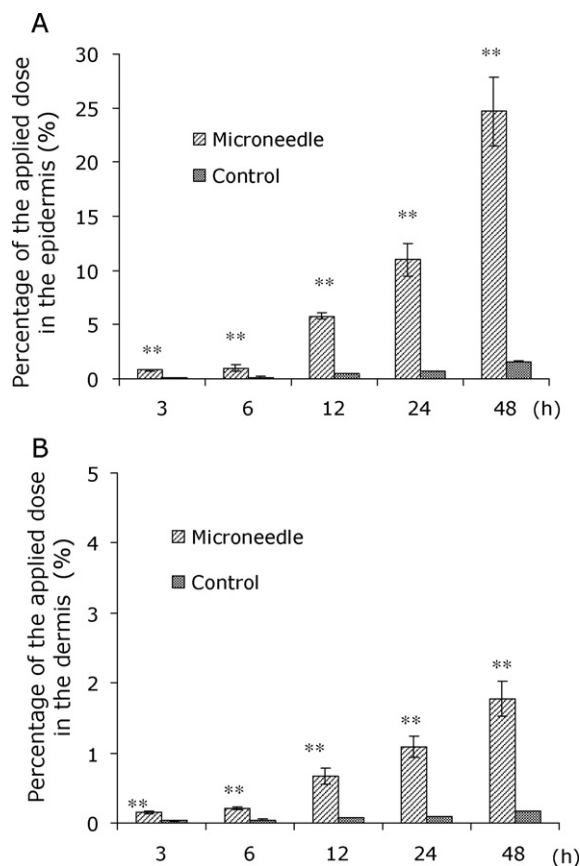 A
Percentage of the applied dose
in the epidermis (%)
30
25
20
15
10
5
0
Microneedle
Control
**
**
**
**
**
3 6 12 24 48 (h)
B
Percentage of the applied dose
in the dermis (%)
5
4
3
2
1
0
Microneedle
Control
**
**
**
**
**
3 6 12 24 48 (h)